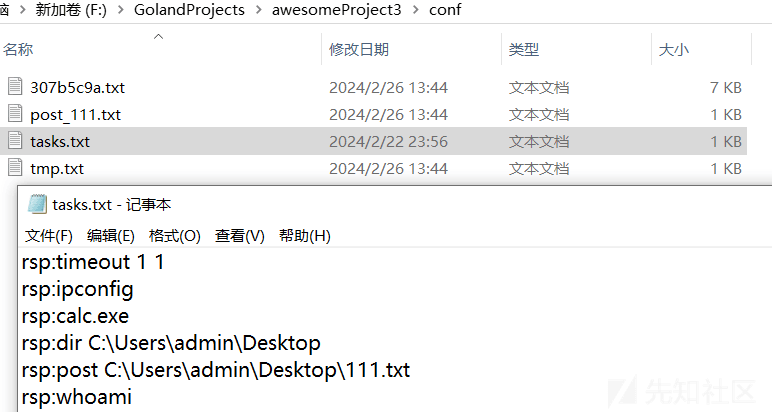 脑 > 新加卷 (F:) > GolandProjects > awesomeProject3 > conf
名称 修改日期 类型 大小
307b5c9a.txt 2024/2/26 13:44 文本文档 7 KB
post_111.txt 2024/2/26 13:44 文本文档 1 KB
tasks.txt 2024/2/22 23:56 文本文档 1 KB
tmp.txt 2024/2/26 13:44 文本文档 1 KB
tasks.txt - 记事本
文件(F) 编辑(E) 格式(O) 查看(V) 帮助(H)
rsp:timeout 1 1
rsp:ipconfig
rsp:calc.exe
rsp:dir C:\Users\admin\Desktop
rsp:post C:\Users\admin\Desktop\111.txt
rsp:whoami
先知社区